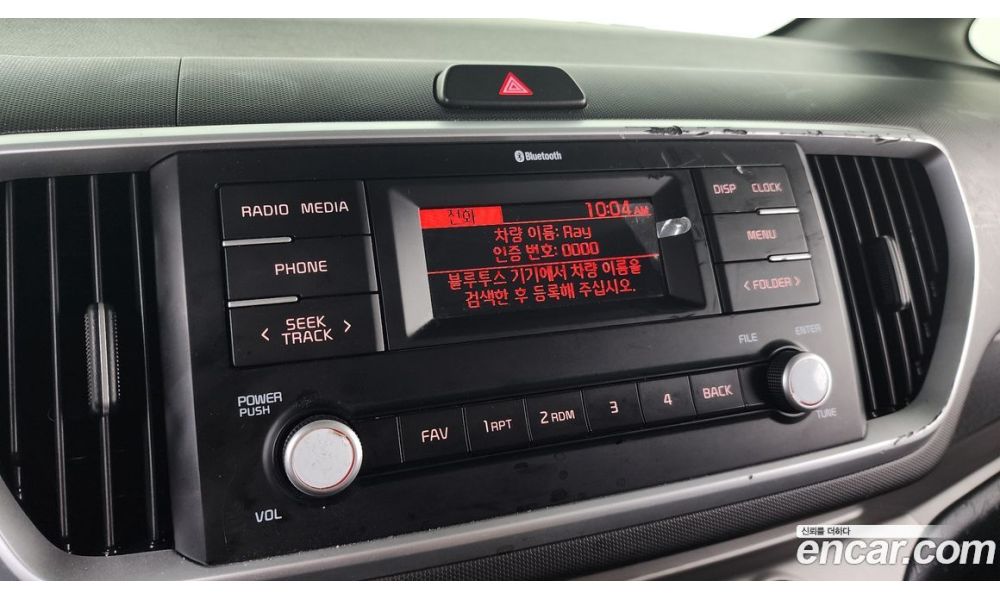 Bluetooth
RADIO MEDIA
PHONE
< SEEK >
TRACK
전화 10:04 AM
차량 이름: Ray
인증 번호: 0000
블루투스 기기에서 차량 이름을
검색한 후 등록해 주십시오.
DISP CLOCK
MENU
< FOLDER >
POWER
PUSH
VOL
FAV 1 RPT 2 RDM 3 4 BACK
FILE
ENTER
TUNE
신뢰를 더하다
encar.com